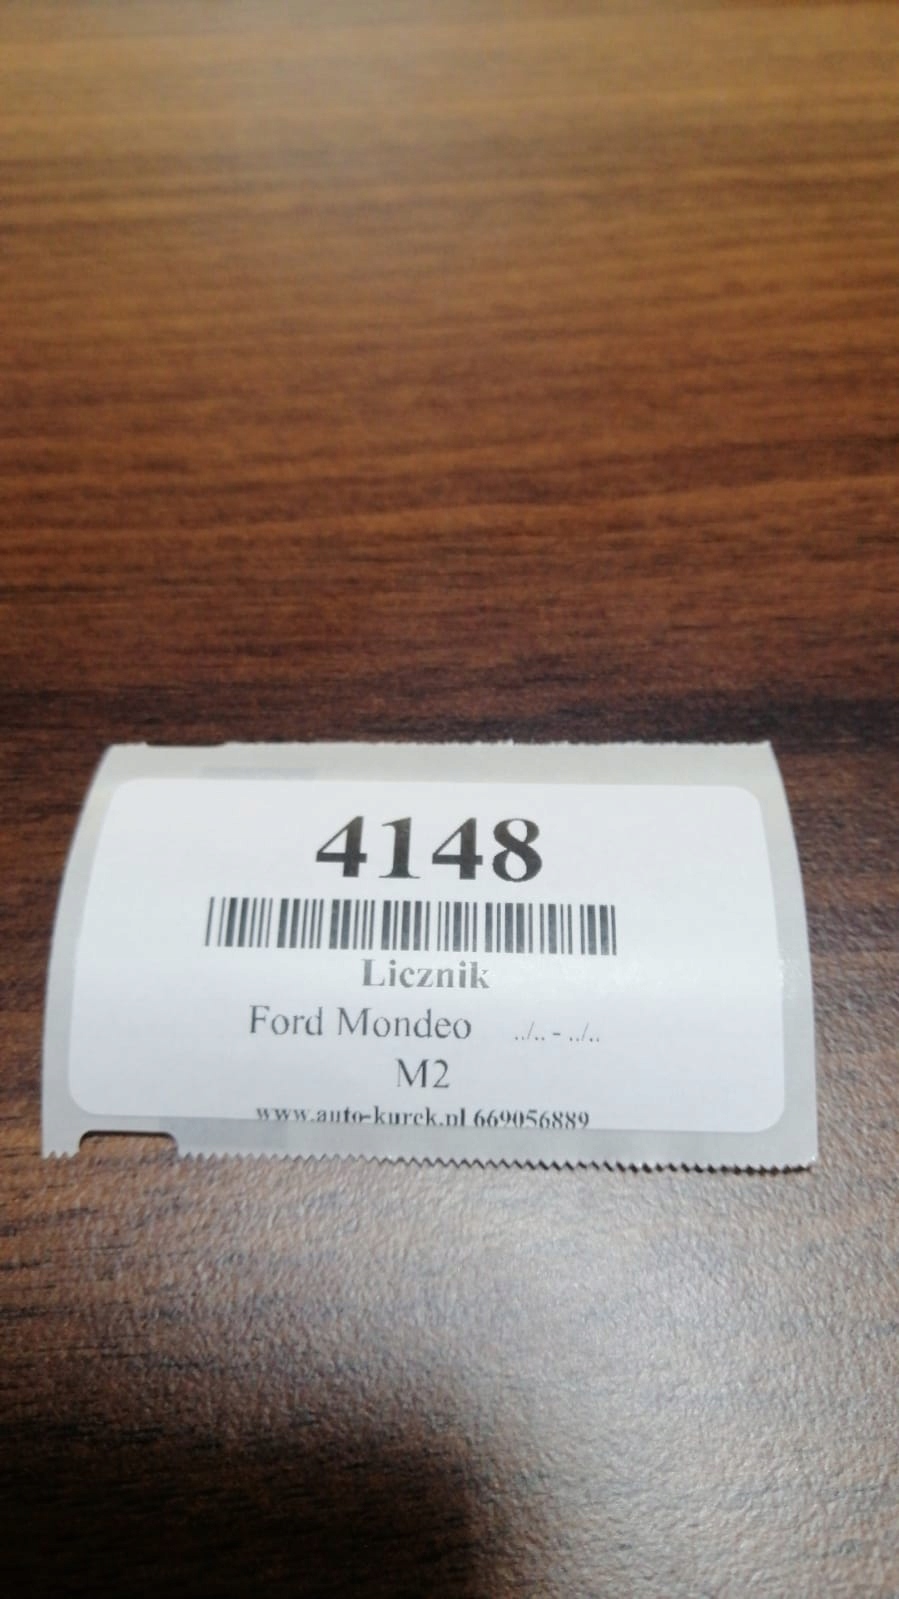 4148
Licznik
Ford Mondeo ../.. - ../..
M2
www.auto-kurek.pl 669056889